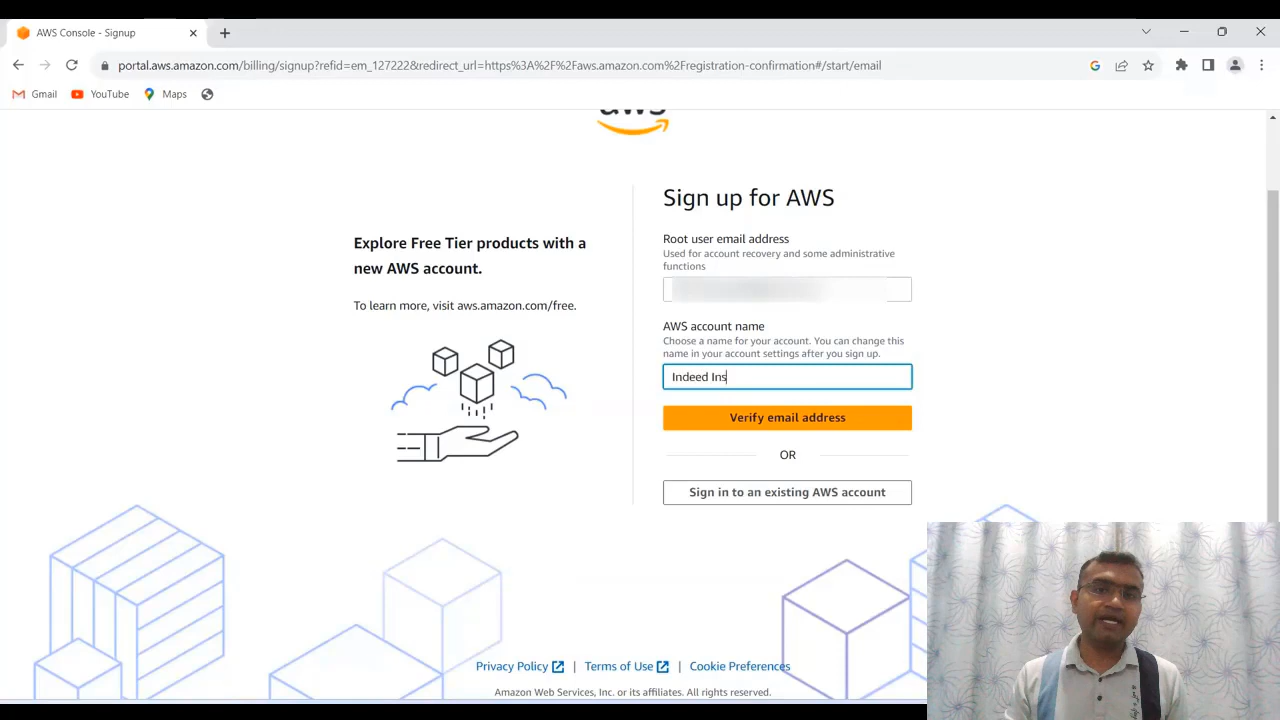 AWS Console - Signup
portal.aws.amazon.com/billing/signup?refid=em_127222&redirect_url=https%3A%2F%2Faws.amazon.com%2Fregistration-confirmation#/start/email
Gmail
YouTube
Maps
aws
Explore Free Tier products with a
new AWS account.
To learn more, visit aws.amazon.com/free.
Sign up for AWS
Root user email address
Used for account recovery and some administrative
functions
AWS account name
Choose a name for your account. You can change this
name in your account settings after you sign up.
Indeed Ins
Verify email address
OR
Sign in to an existing AWS account
Privacy Policy | Terms of Use | Cookie Preferences
Amazon Web Services, Inc. or its affiliates. All rights reserved.